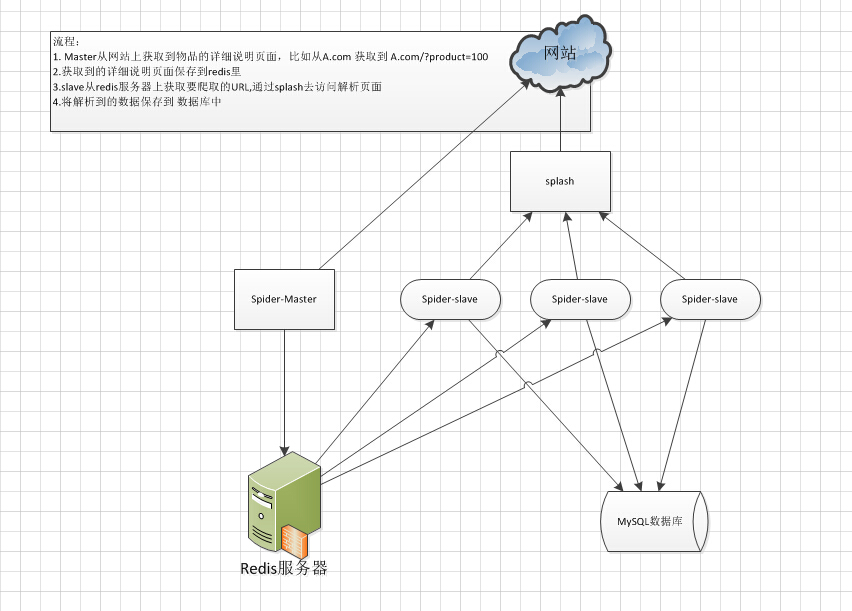 流程：
1. Master从网站上获取到物品的详细说明页面，比如从A.com 获取到 A.com/?product=100
2.获取到的详细说明页面保存到redis里
3.slave从redis服务器上获取要爬取的URL,通过splash去访问解析页面
4.将解析到的数据保存到 数据库中
网站
splash
Spider-Master
Spider-slave
Spider-slave
Spider-slave
MySQL数据库
Redis服务器